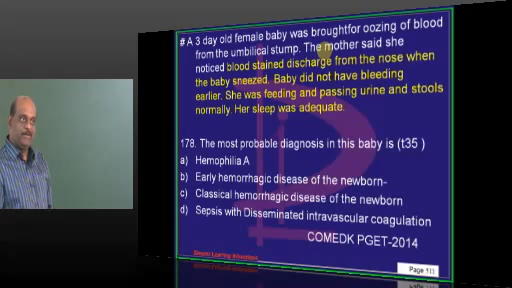 # A 3 day old female baby was broughtfor oozing of blood
from the umbilical stump. The mother said she
noticed blood stained discharge from the nose when
the baby sneezed. Baby did not have bleeding
earlier. She was feeding and passing urine and stools
normally. Her sleep was adequate.
178. The most probable diagnosis in this baby is (t35 )
a) Hemophilia A
b) Early hemorrhagic disease of the newborn-
c) Classical hemorrhagic disease of the newborn
d) Sepsis with Disseminated intravascular coagulation
COMEDK PGET-2014
Learning
Page